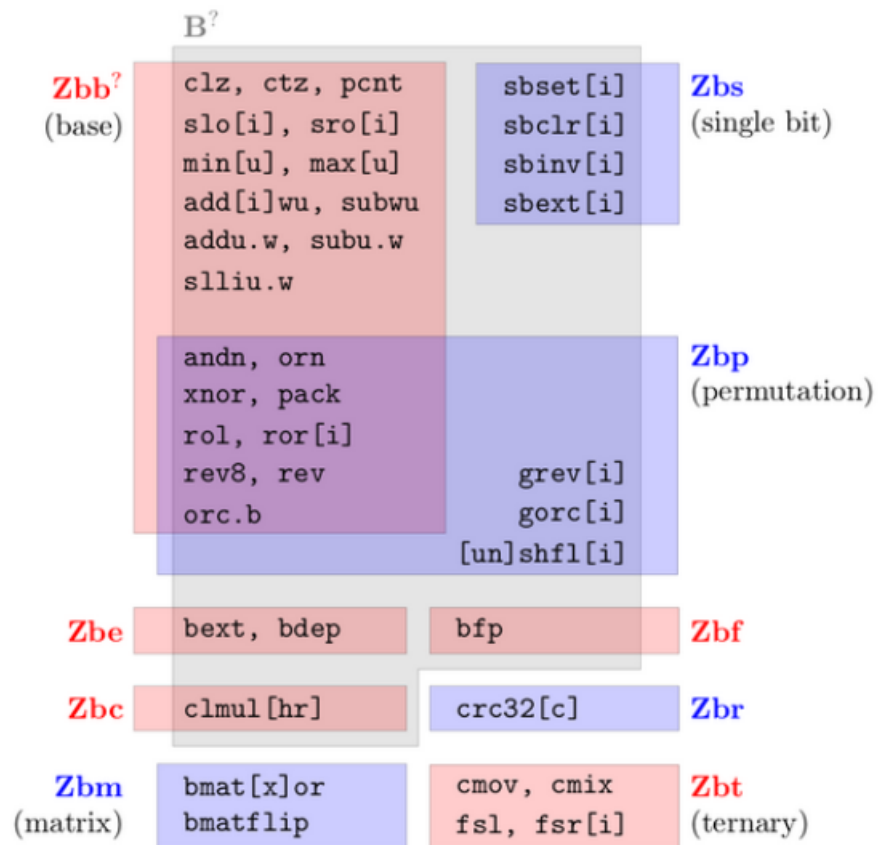 B?
Zbb?
(base)
clz, ctz, pcnt
slo[i], sro[i]
min[u], max[u]
add[i]wu, subwu
addu.w, subu.w
slliu.w
sbset[i]
sbclr[i]
sbinv[i]
sbext[i]
Zbs
(single bit)
andn, orn
xnor, pack
rol, ror[i]
rev8, rev
orc.b
grev[i]
gorc[i]
[un]shfl[i]
Zbp
(permutation)
Zbe
bext, bdep
bfp
Zbf
Zbc
clmul[hr]
crc32[c]
Zbr
Zbm
(matrix)
bmat[x]or
bmatflip
cmov, cmix
fsl, fsr[i]
Zbt
(ternary)